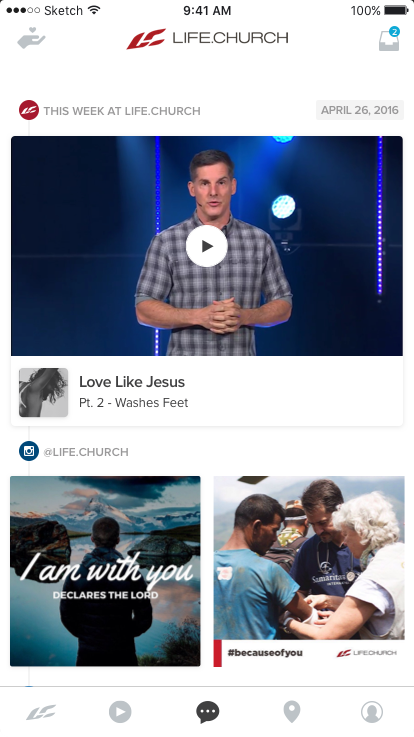 Sketch
9:41 AM
100%
LIFE.CHURCH
2
THIS WEEK AT LIFE.CHURCH
APRIL 26, 2016
Love Like Jesus
Pt. 2 - Washes Feet
@LIFE.CHURCH
I am with you
DECLARES THE LORD
Samaritan
#becauseofyou
LIFE.CHURCH